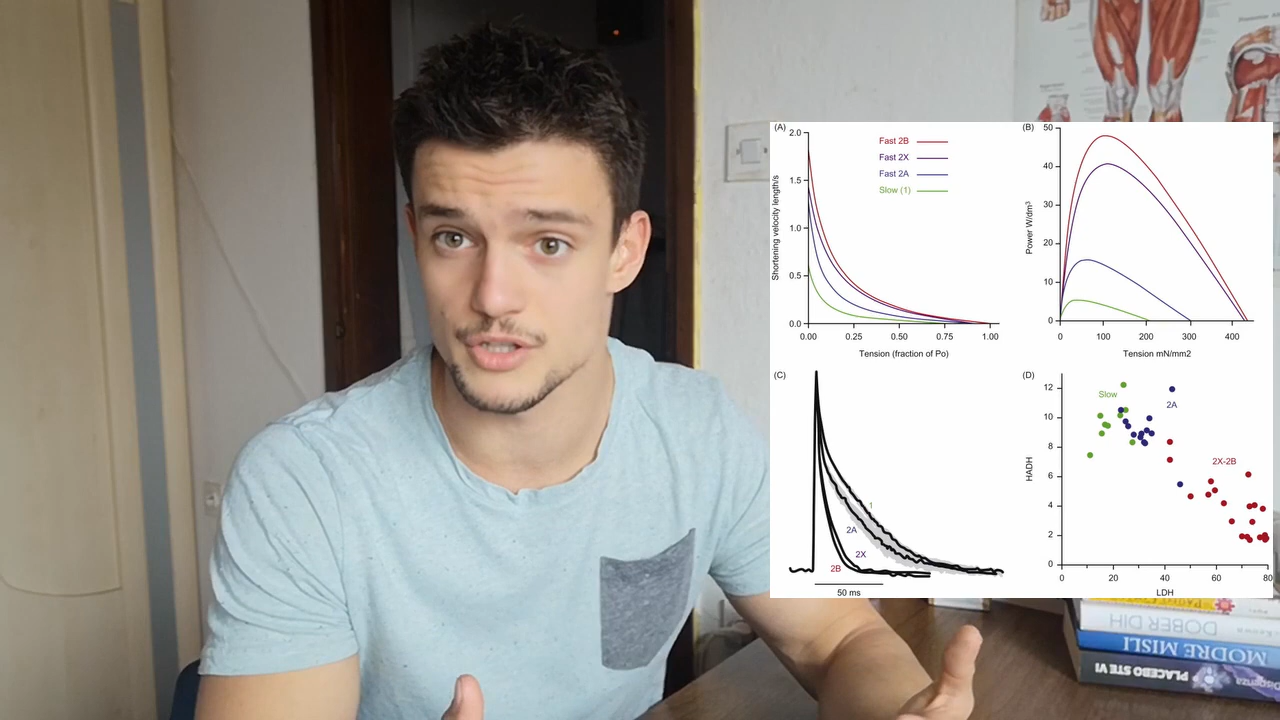 (A)
2.0
1.5
1.0
0.5
0.0
Shortening velocity length/s
Fast 2B
Fast 2X
Fast 2A
Slow (1)
0.00 0.25 0.50 0.75 1.00
Tension (fraction of Po)
(B)
50
40
30
20
10
0
Power W/dm3
0 100 200 300 400
Tension mN/mm2
(C)
1
2A
2X
2B
50 ms
(D)
12
10
8
6
4
2
0
HADH
Slow
2A
2X-2B
0 20 40 60 80
LDH
DOBER DIH
MODRE MISLI
PLACEBO STE VI
Dispenza